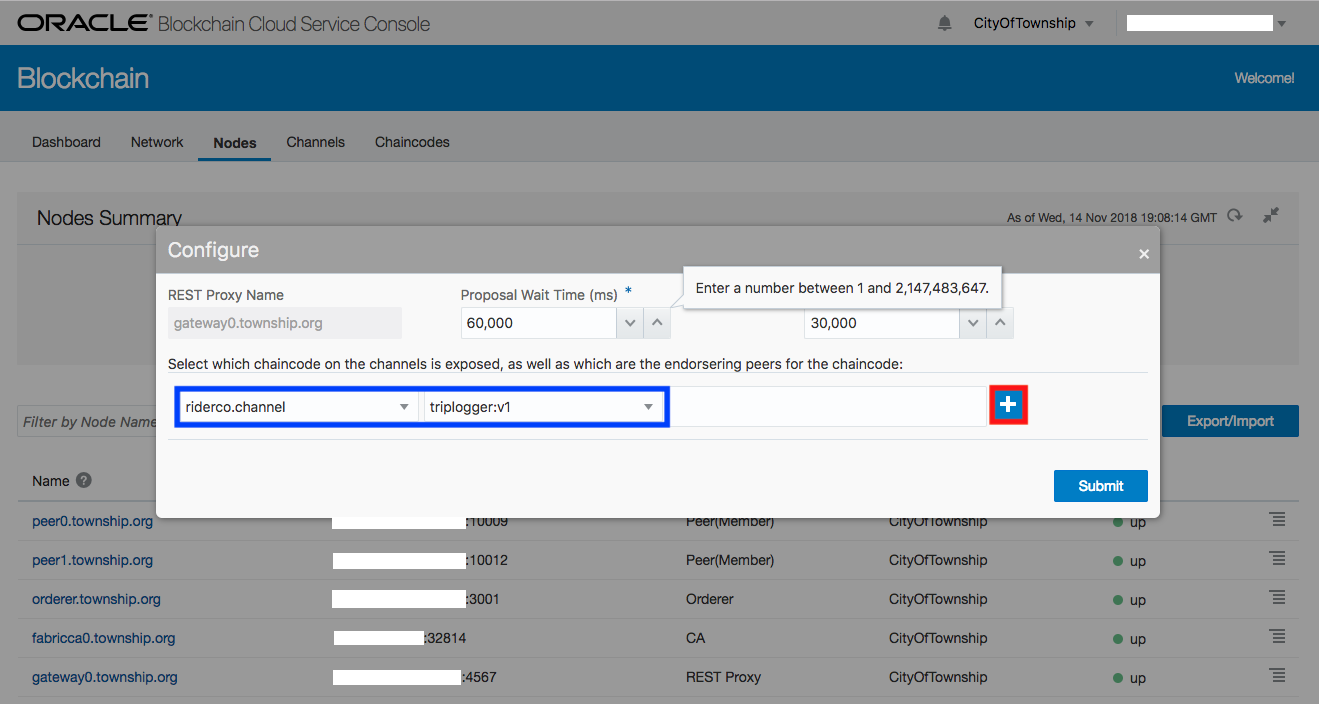 ORACLE® Blockchain Cloud Service Console
CityOfTownship
Blockchain
Welcome!
Dashboard Network Nodes Channels Chaincodes
Nodes Summary
As of Wed, 14 Nov 2018 19:08:14 GMT
Configure
×
REST Proxy Name
Proposal Wait Time (ms) *
Enter a number between 1 and 2,147,483,647.
gateway0.township.org
60,000
30,000
Select which chaincode on the channels is exposed, as well as which are the endorsering peers for the chaincode:
riderco.channel
triplogger:v1
+
Filter by Node Name
Export/Import
Submit
Name ?
peer0.township.org :10009 Peer(Member) CityOfTownship up
peer1.township.org :10012 Peer(Member) CityOfTownship up
orderer.township.org :3001 Orderer CityOfTownship up
fabricca0.township.org :32814 CA CityOfTownship up
gateway0.township.org :4567 REST Proxy CityOfTownship up